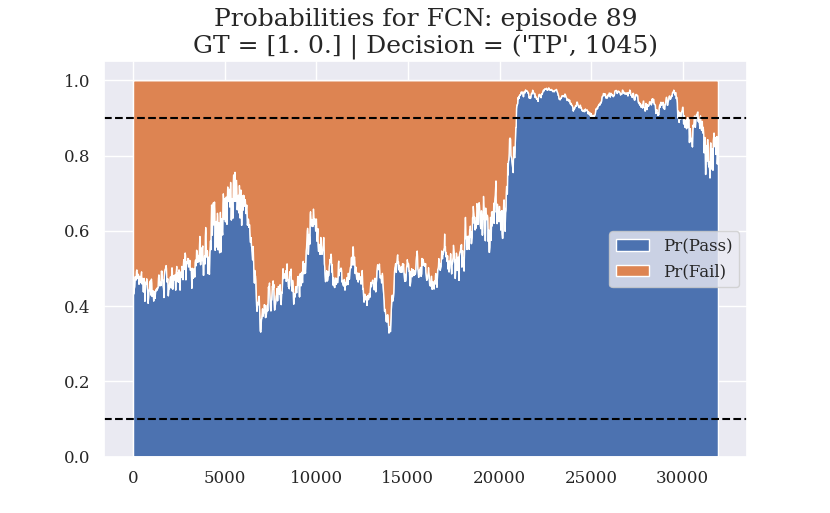 Probabilities for FCN: episode 89
GT = [1. 0.] | Decision = ('TP', 1045)
1.0
0.8
0.6
0.4
0.2
0.0
Pr(Pass)
Pr(Fail)
0 5000 10000 15000 20000 25000 30000